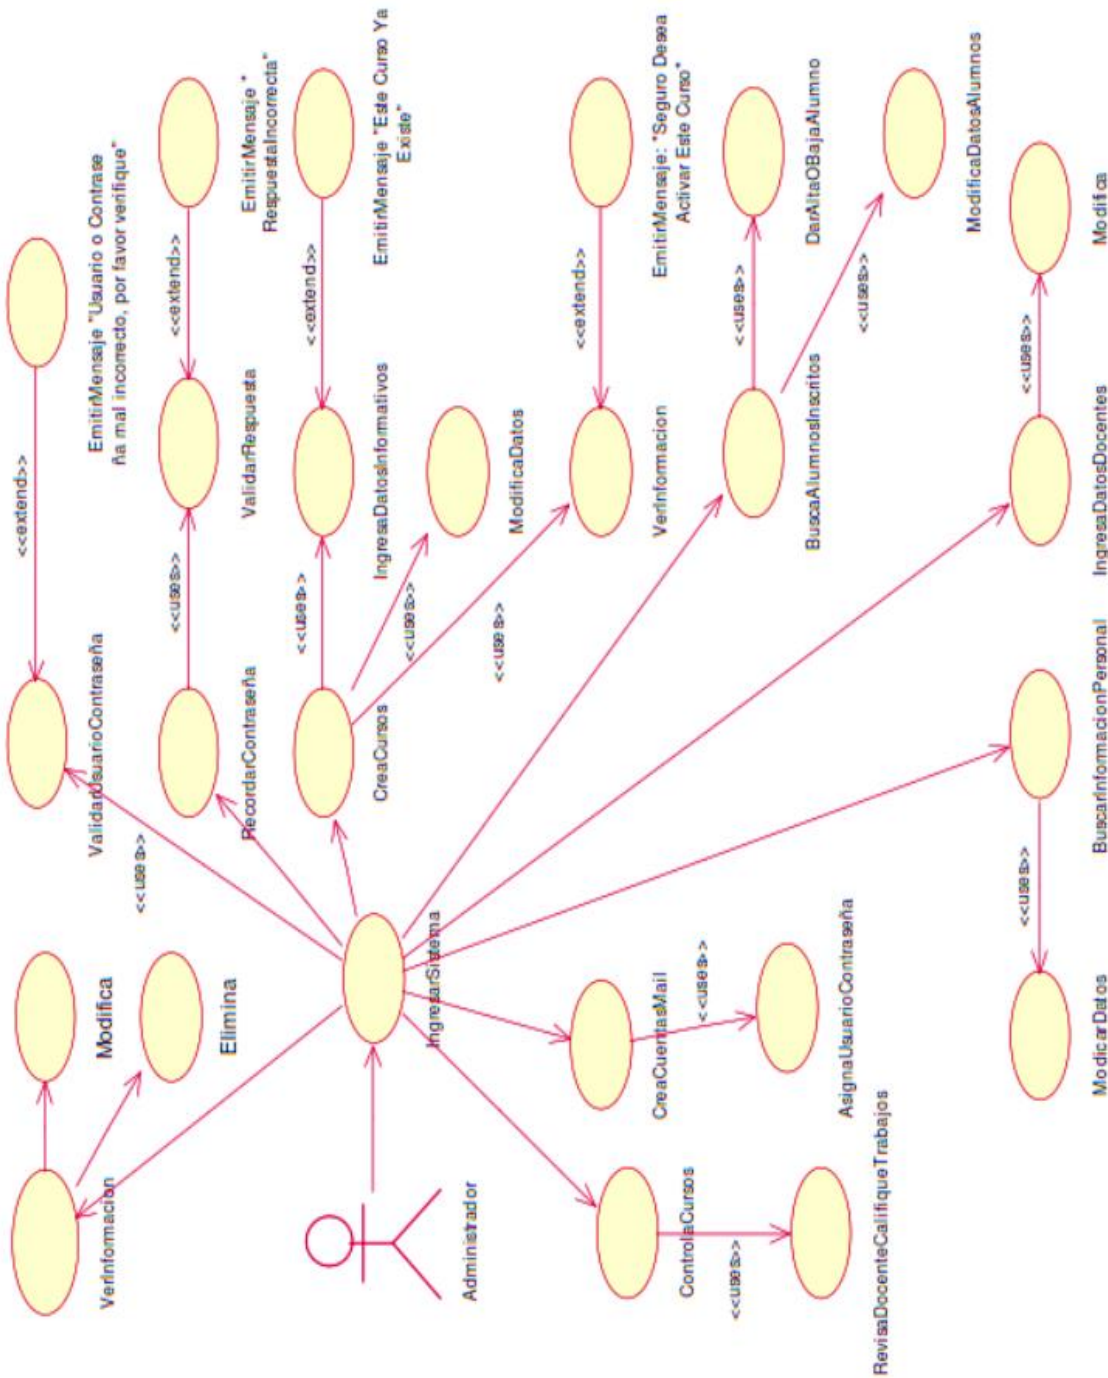 <<extend>>
VerInformacion
Modifica
ValidarUsuarioContraseña
EmitirMensaje "Usuario o Contrase
ña mal incorrecto, por favor verifique"
<<uses>>
<<uses>>
<<extend>>
Elimina
RecordarContraseña
ValidarRespuesta
EmitirMensaje "
RespuestaIncorrecta"
<<uses>>
<<extend>>
CreaCursos
IngresaDatosInformativos
EmitirMensaje "Este Curso Ya
Existe"
<<uses>>
IngresarSistema
Administrador
<<uses>>
ModificaDatos
<<extend>>
CreaCuentasMail
VerInformacion
EmitirMensaje: "Seguro Desea
Activar Este Curso"
ControlaCursos
<<uses>>
<<uses>>
<<uses>>
BuscaAlumnosInscritos
DarAltaOBajaAlumno
AsignaUsuarioContraseña
<<uses>>
RevisaDocenteCalifiqueTrabajos
ModificaDatosAlumnos
<<uses>>
<<uses>>
ModicarDatos
BuscarInformacionPersonal
IngresaDatosDocentes
Modifica